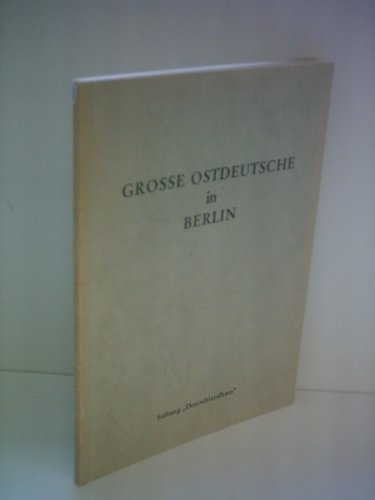 GROSSE OSTDEUTSCHE
in
BERLIN
Stiftung „Deutschlandhaus“